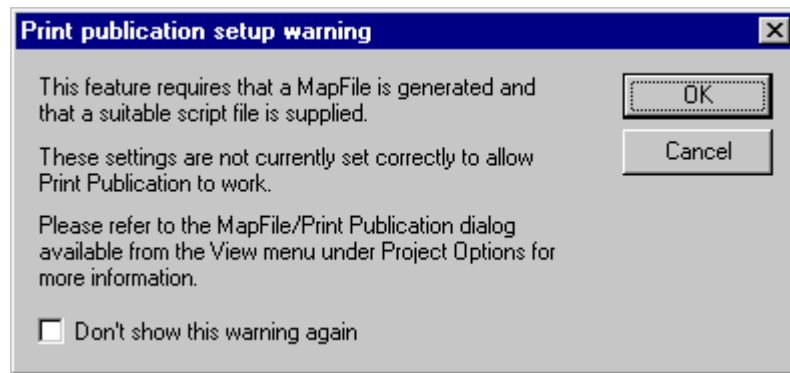 Print publication setup warning
This feature requires that a MapFile is generated and
that a suitable script file is supplied.
OK
These settings are not currently set correctly to allow
Print Publication to work.
Cancel
Please refer to the MapFile/Print Publication dialog
available from the View menu under Project Options for
more information.
Don't show this warning again